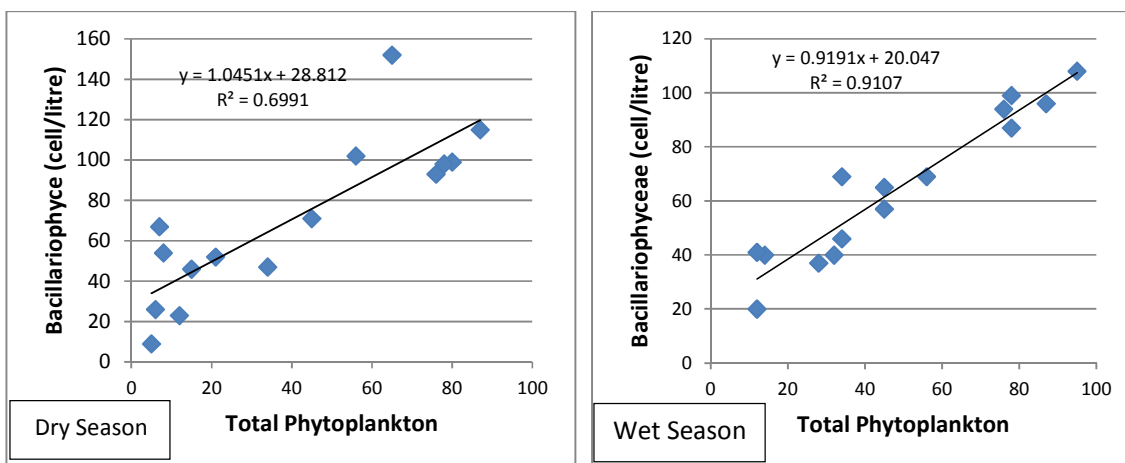 Bacillariophyce (cell/litre)
160
140
120
100
80
60
40
20
0
y = 1.0451x + 28.812
R² = 0.6991
0 20 40 60 80 100
Total Phytoplankton
Dry Season
Bacillariophyceae (cell/litre)
120
100
80
60
40
20
0
y = 0.9191x + 20.047
R² = 0.9107
0 20 40 60 80 100
Total Phytoplankton
Wet Season